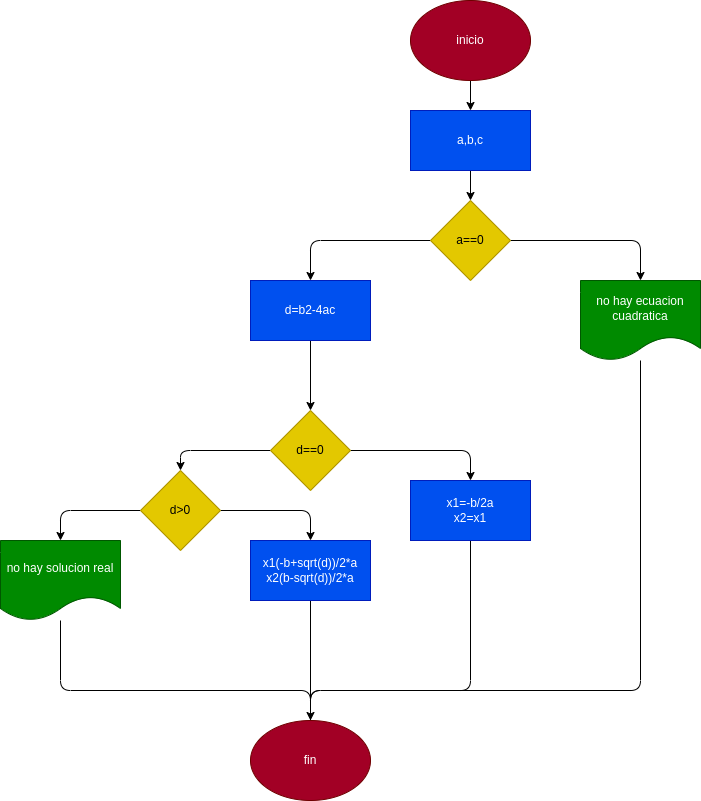 inicio
a,b,c
a==0
d=b2-4ac
no hay ecuacion
cuadratica
d==0
d>0
x1=-b/2a
x2=x1
no hay solucion real
x1(-b+sqrt(d))/2*a
x2(b-sqrt(d))/2*a
fin